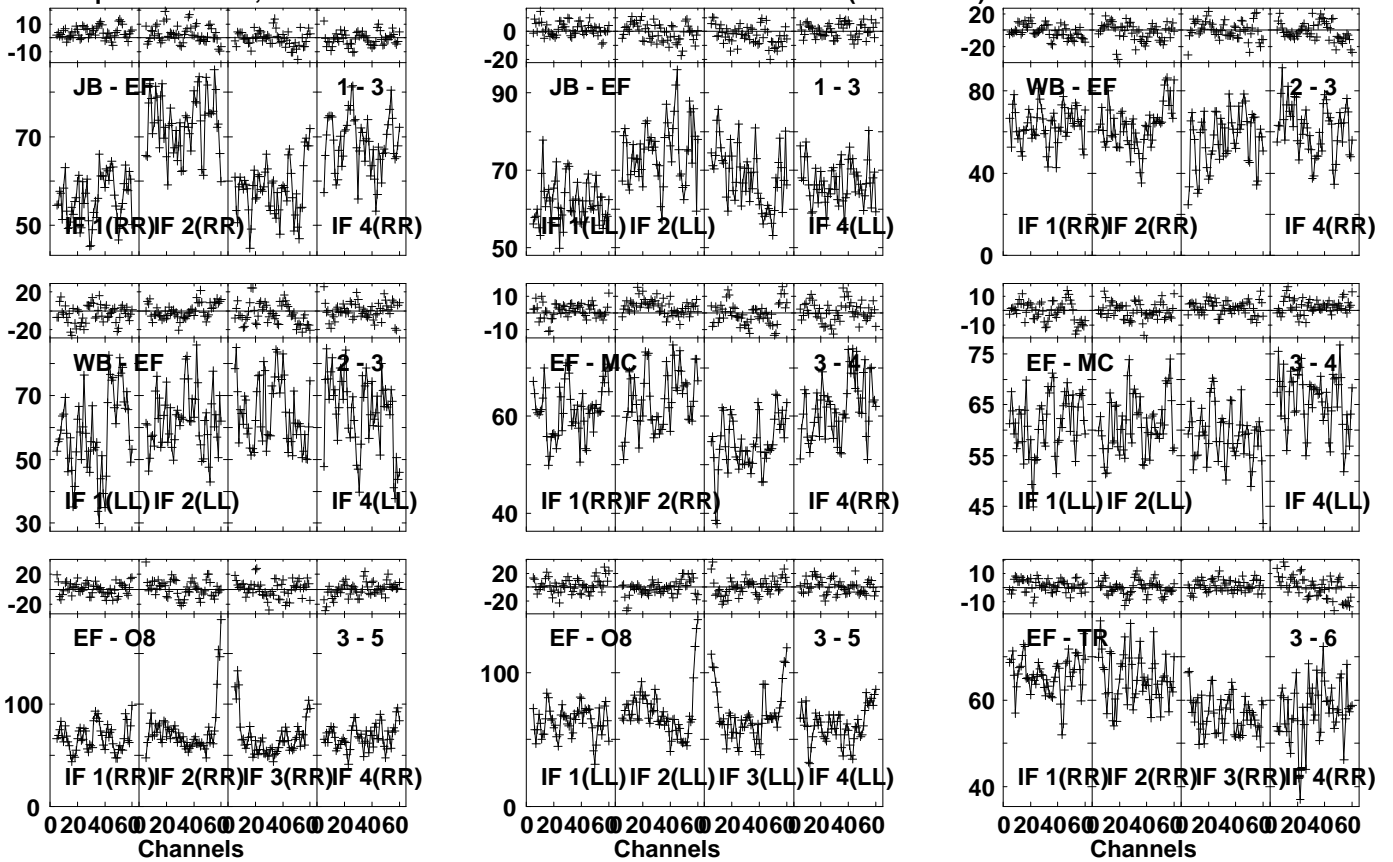 10
0
-10
JB - EF
1 - 3
70
50
IF 1(RR) IF 2(RR)
IF 4(RR)
0
-20
JB - EF
1 - 3
90
70
50
IF 1(LL) IF 2(LL)
IF 4(LL)
20
-20
WB - EF
2 - 3
80
40
0
IF 1(RR) IF 2(RR)
IF 4(RR)
20
-20
WB - EF
2 - 3
70
50
30
IF 1(LL) IF 2(LL)
IF 4(LL)
10
-10
EF - MC
3 - 4
60
40
IF 1(RR) IF 2(RR)
IF 4(RR)
10
-10
EF - MC
3 - 4
75
65
55
45
IF 1(LL) IF 2(LL)
IF 4(LL)
20
-20
EF - O8
3 - 5
100
0
IF 1(RR) IF 2(RR) IF 3(RR) IF 4(RR)
0 20 40 60 0 20 40 60 0 20 40 60 0 20 40 60
Channels
20
-20
EF - O8
3 - 5
100
0
IF 1(LL) IF 2(LL) IF 3(LL) IF 4(LL)
0 20 40 60 0 20 40 60 0 20 40 60 0 20 40 60
Channels
10
-10
EF - TR
3 - 6
60
40
IF 1(RR) IF 2(RR) IF 3(RR) IF 4(RR)
0 20 40 60 0 20 40 60 0 20 40 60 0 20 40 60
Channels